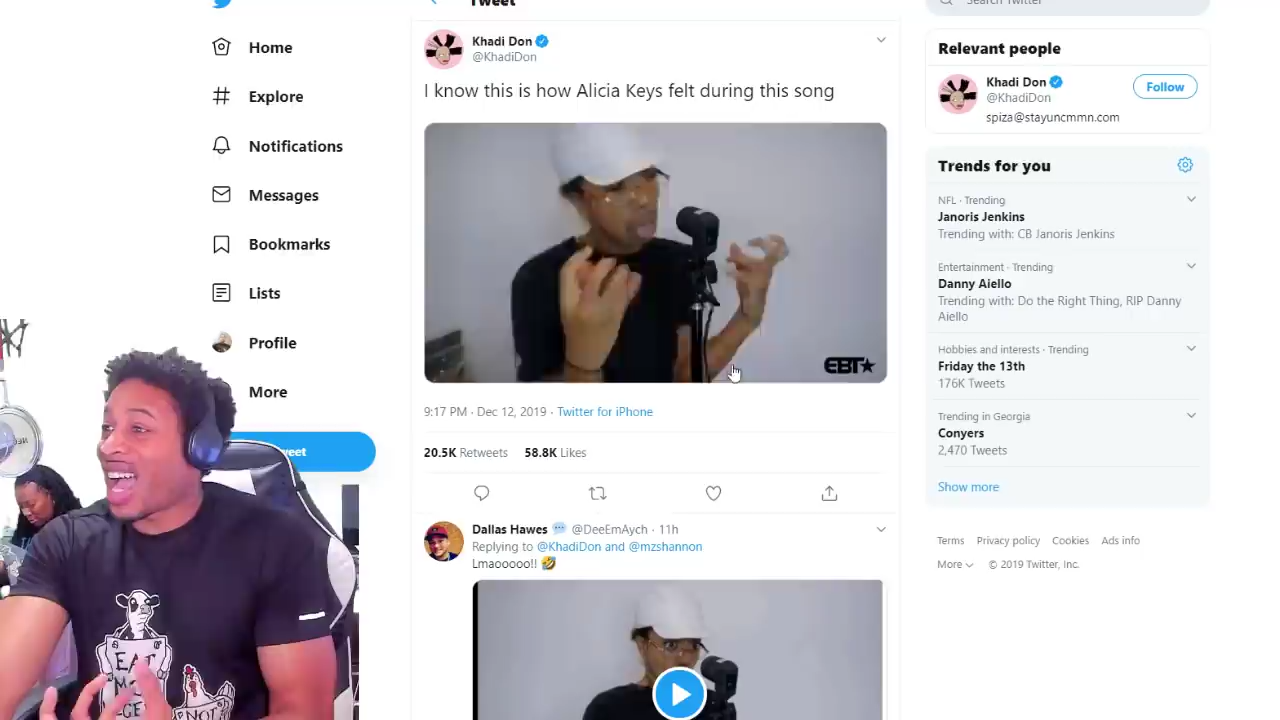 Tweet
Search Twitter
Home
Explore
Notifications
Messages
Bookmarks
Lists
Profile
More
Khadi Don
@KhadiDon
I know this is how Alicia Keys felt during this song
EBT★
9:17 PM · Dec 12, 2019 · Twitter for iPhone
20.5K Retweets 58.8K Likes
Dallas Hawes 💬 @DeeEmAych · 11h
Replying to @KhadiDon and @mzshannon
Lmaooooo!! 🤣
Relevant people
Khadi Don
@KhadiDon
Follow
spiza@stayuncmmn.com
Trends for you
NFL · Trending
Janoris Jenkins
Trending with: CB Janoris Jenkins
Entertainment · Trending
Danny Aiello
Trending with: Do the Right Thing, RIP Danny
Aiello
Hobbies and interests · Trending
Friday the 13th
176K Tweets
Trending in Georgia
Conyers
2,470 Tweets
Show more
Terms Privacy policy Cookies Ads info
More © 2019 Twitter, Inc.
EAT
NOT